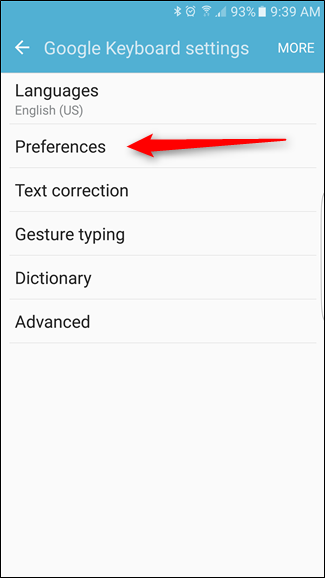 93% 9:39 AM
Google Keyboard settings MORE
Languages
English (US)
Preferences
Text correction
Gesture typing
Dictionary
Advanced